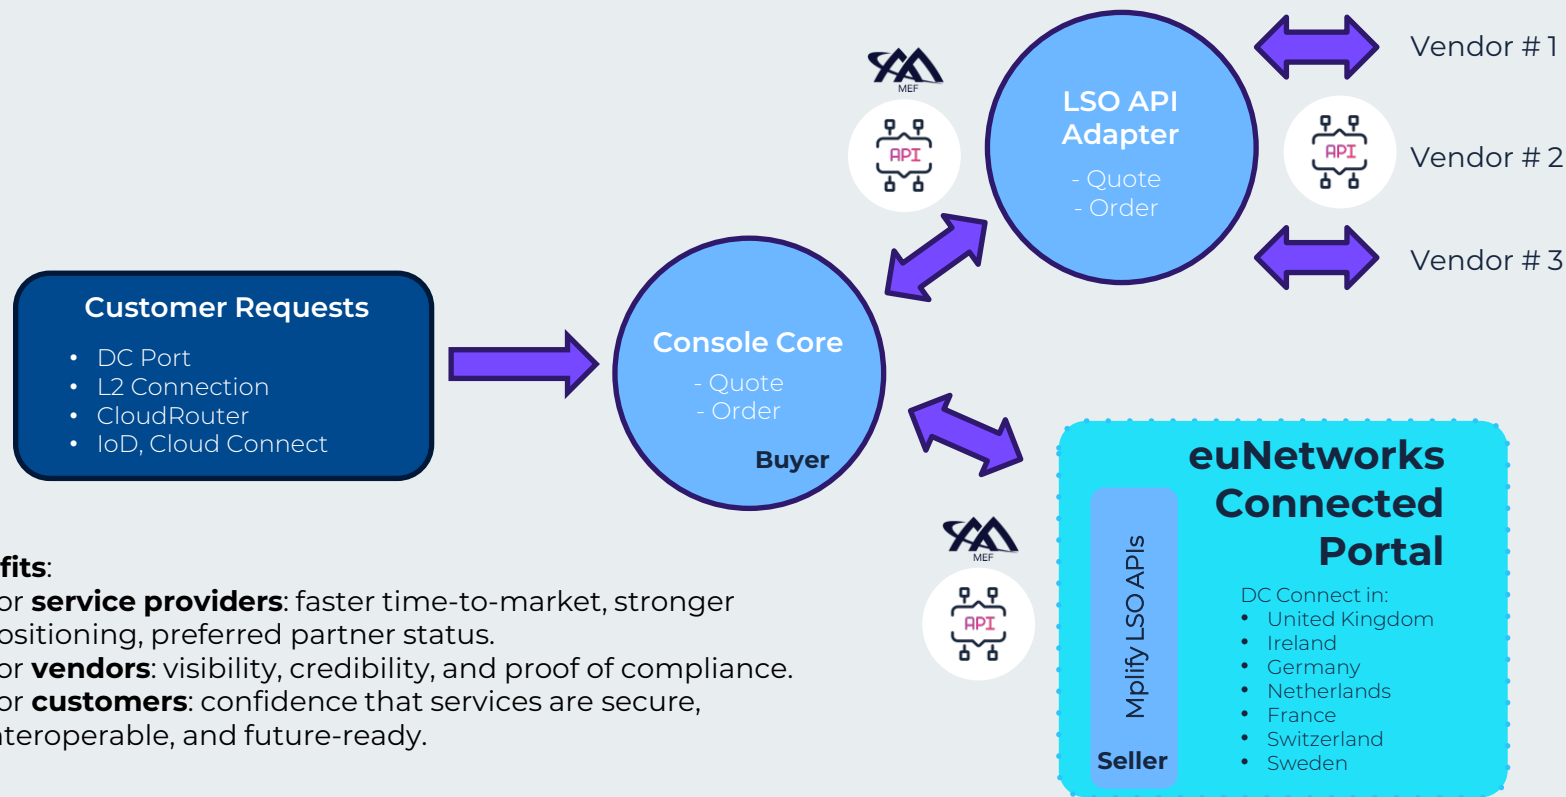 MEF
API
LSO API
Adapter
- Quote
- Order
API
Vendor # 1
Vendor # 2
Vendor # 3
Customer Requests
• DC Port
• L2 Connection
• CloudRouter
• IoD, Cloud Connect
Console Core
- Quote
- Order
Buyer
MEF
API
euNetworks
Connected
Portal
Mplify LSO APIs
Seller
DC Connect in:
• United Kingdom
• Ireland
• Germany
• Netherlands
• France
• Switzerland
• Sweden
fits:
or service providers: faster time-to-market, stronger
ositioning, preferred partner status.
or vendors: visibility, credibility, and proof of compliance.
or customers: confidence that services are secure,
nteroperable, and future-ready.